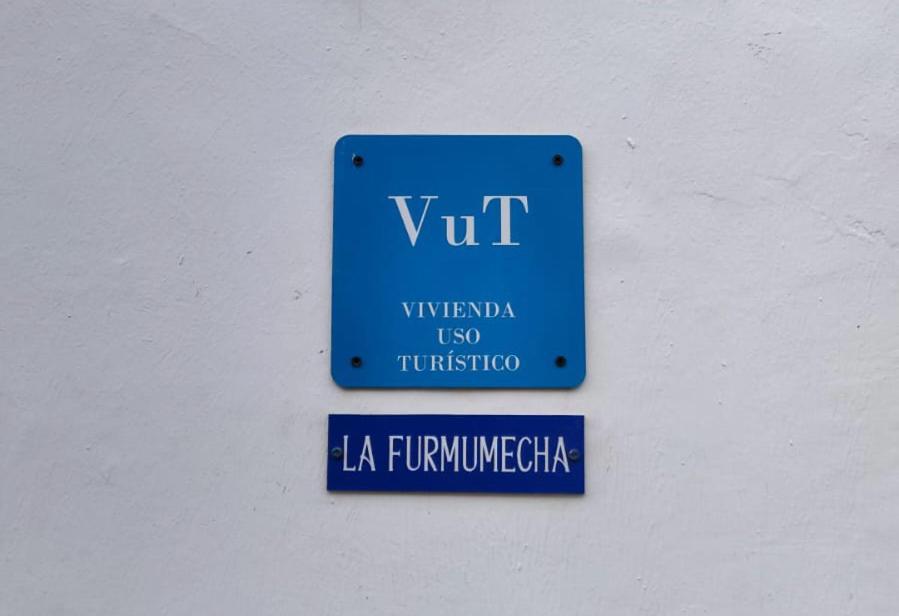 VuT
VIVIENDA
USO
TURÍSTICO
LA FURMUMECHA